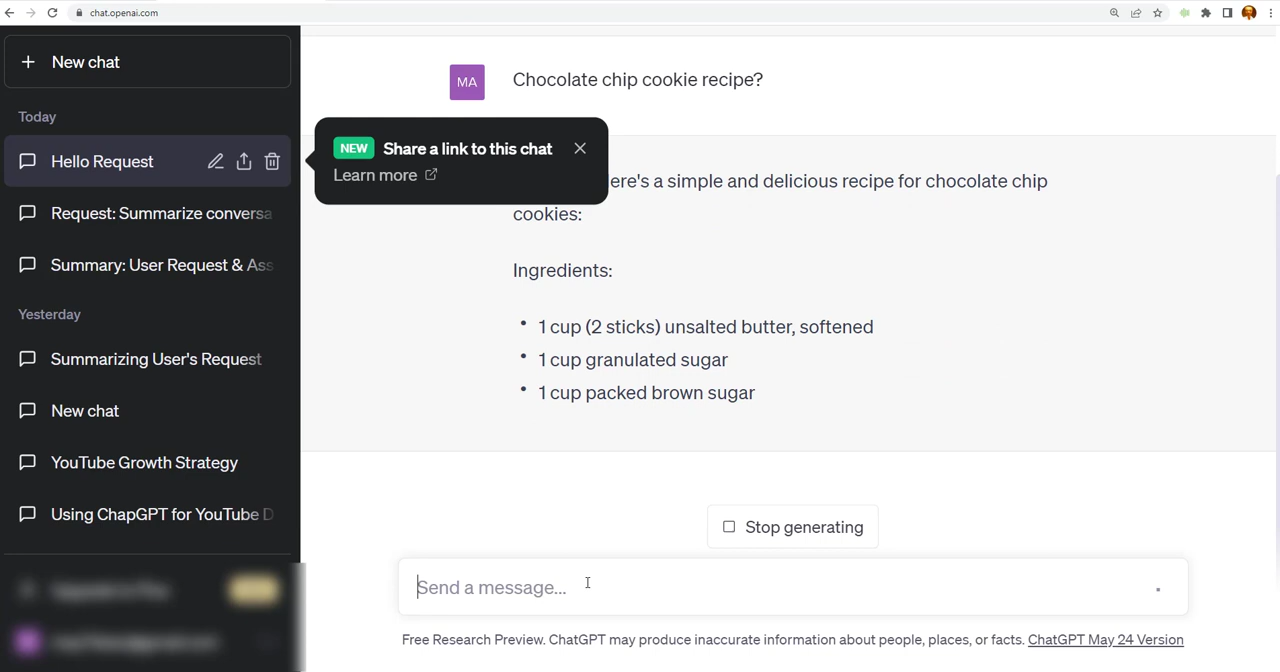 chat.openai.com
New chat
Today
Hello Request
Request: Summarize conversa
Summary: User Request & Ass
Yesterday
Summarizing User's Request
New chat
YouTube Growth Strategy
Using ChapGPT for YouTube D
NEW Share a link to this chat
Learn more
MA Chocolate chip cookie recipe?
ere's a simple and delicious recipe for chocolate chip
cookies:
Ingredients:
• 1 cup (2 sticks) unsalted butter, softened
• 1 cup granulated sugar
• 1 cup packed brown sugar
Stop generating
Send a message...
Free Research Preview. ChatGPT may produce inaccurate information about people, places, or facts. ChatGPT May 24 Version